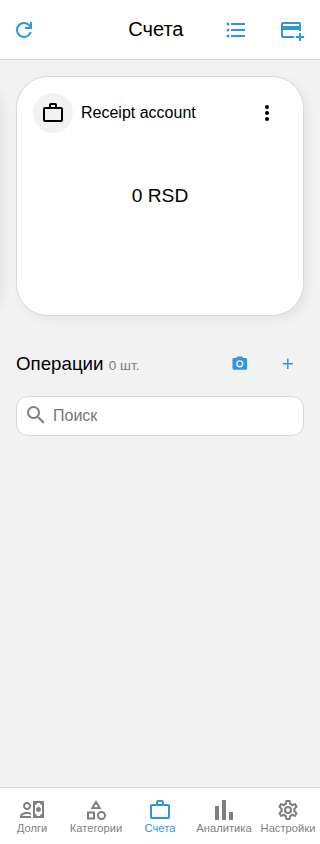 Счета
Receipt account
0 RSD
Операции 0 шт.
Поиск
Долги
Категории
Счета
Аналитика
Настройки